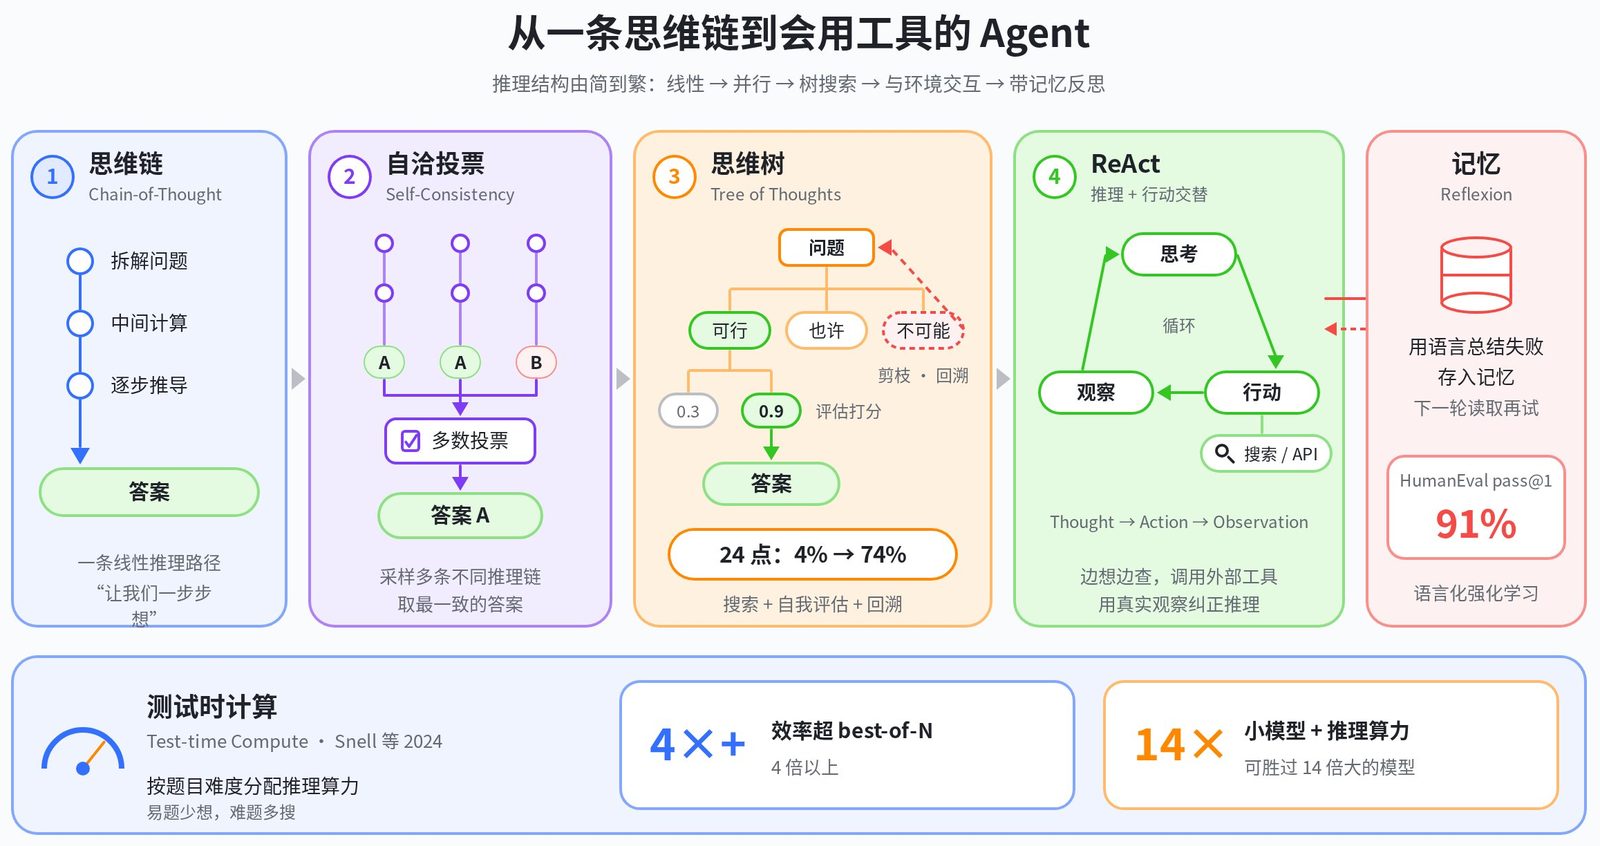 从一条思维链到会用工具的 Agent
推理结构由简到繁：线性 → 并行 → 树搜索 → 与环境交互 → 带记忆反思
1
思维链
Chain-of-Thought
拆解问题
中间计算
逐步推导
答案
一条线性推理路径
“让我们一步步
想”
2
自洽投票
Self-Consistency
A
A
B
多数投票
答案 A
采样多条不同推理链
取最一致的答案
3
思维树
Tree of Thoughts
问题
可行
也许
不可能
剪枝 · 回溯
0.3
0.9
评估打分
答案
24 点：4% → 74%
搜索 + 自我评估 + 回溯
4
ReAct
推理 + 行动交替
思考
循环
观察
行动
搜索 / API
Thought → Action → Observation
边想边查，调用外部工具
用真实观察纠正推理
记忆
Reflexion
用语言总结失败
存入记忆
下一轮读取再试
HumanEval pass@1
91%
语言化强化学习
测试时计算
Test-time Compute · Snell 等 2024
按题目难度分配推理算力
易题少想，难题多搜
4×+
效率超 best-of-N
4 倍以上
14×
小模型 + 推理算力
可胜过 14 倍大的模型